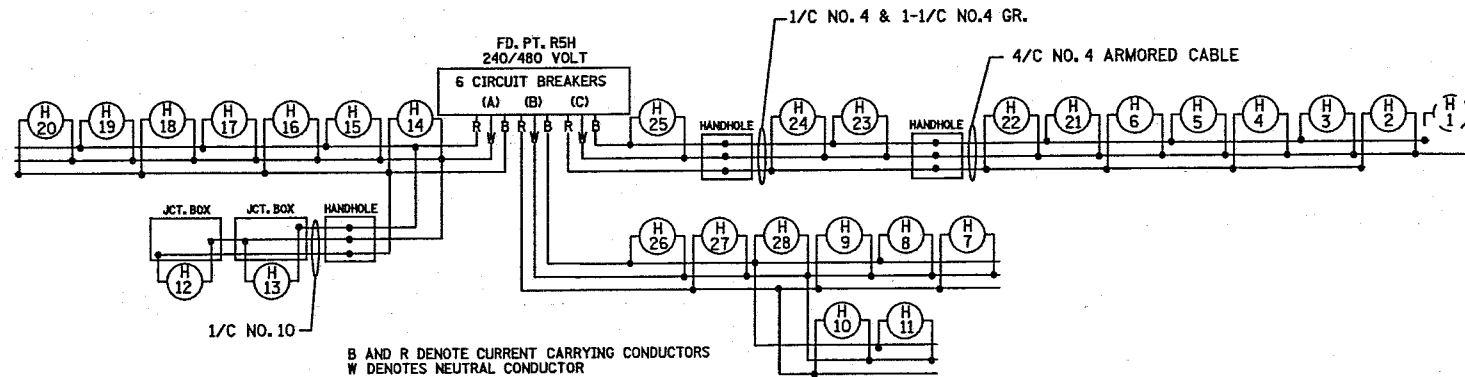 1/C NO. 4 & 1-1/C NO.4 GR.
FD. PT. R5H
240/480 VOLT
4/C NO. 4 ARMORED CABLE
6 CIRCUIT BREAKERS
(A) (B) (C)
R W B R W B R W B
H 20
H 19
H 18
H 17
H 16
H 15
H 14
H 25
HANDHOLE
H 24
H 23
HANDHOLE
H 22
H 21
H 6
H 5
H 4
H 3
H 2
H 1
JCT. BOX
JCT. BOX
HANDHOLE
H 12
H 13
H 26
H 27
H 28
H 9
H 8
H 7
H 10
H 11
1/C NO. 10
B AND R DENOTE CURRENT CARRYING CONDUCTORS
W DENOTES NEUTRAL CONDUCTOR